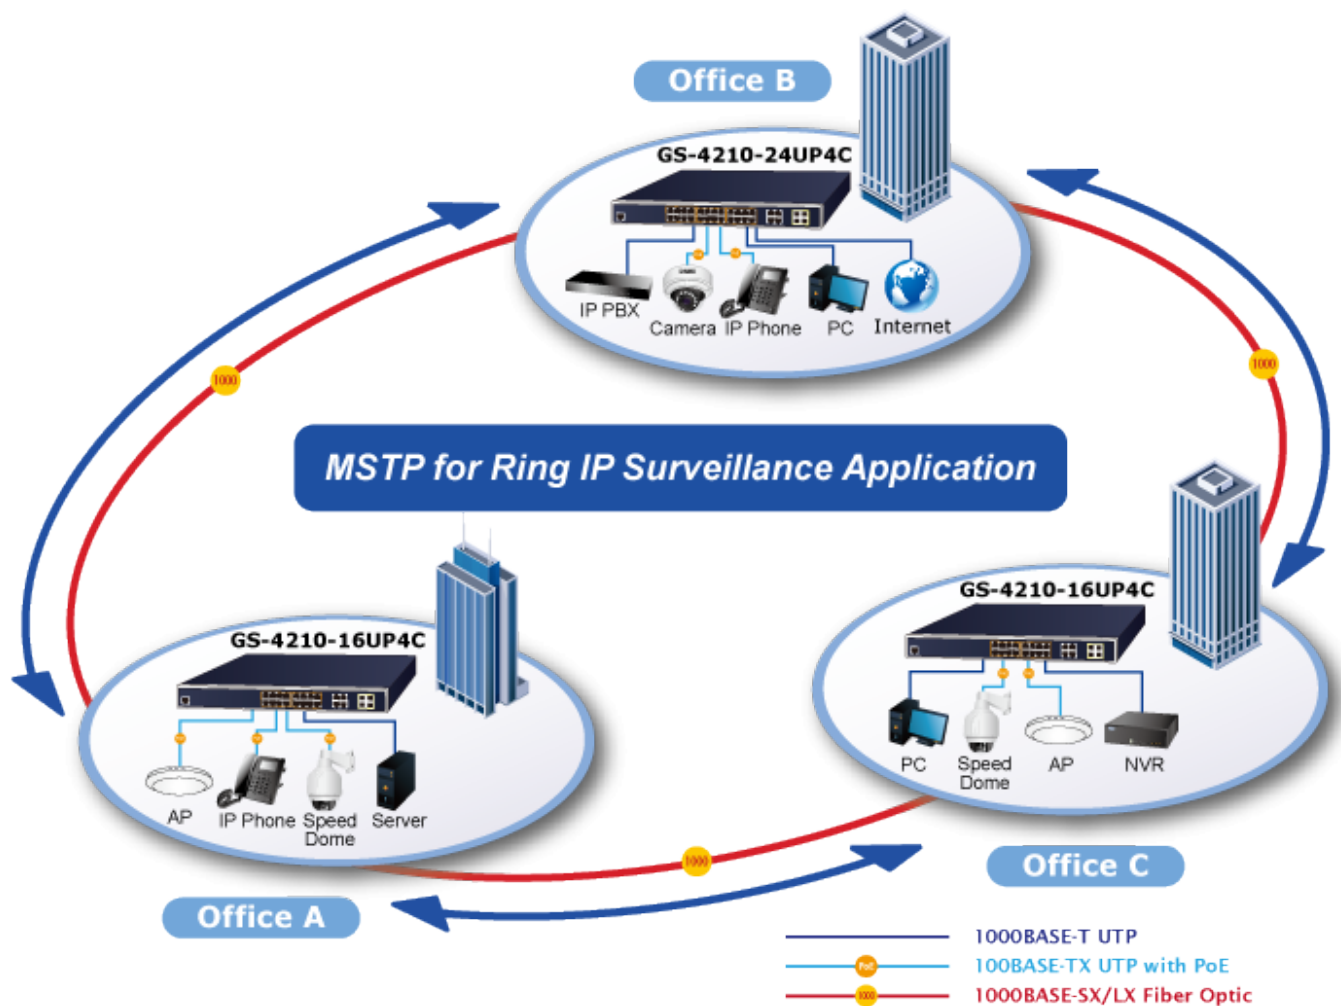 Office B
GS-4210-24UP4C
IP PBX
Camera
IP Phone
PC
Internet
1000
1000
MSTP for Ring IP Surveillance Application
GS-4210-16UP4C
AP
IP Phone
Speed
Dome
Server
Office A
GS-4210-16UP4C
PC
Speed
Dome
AP
NVR
Office C
1000
1000BASE-T UTP
PoE
100BASE-TX UTP with PoE
1000
1000BASE-SX/LX Fiber Optic